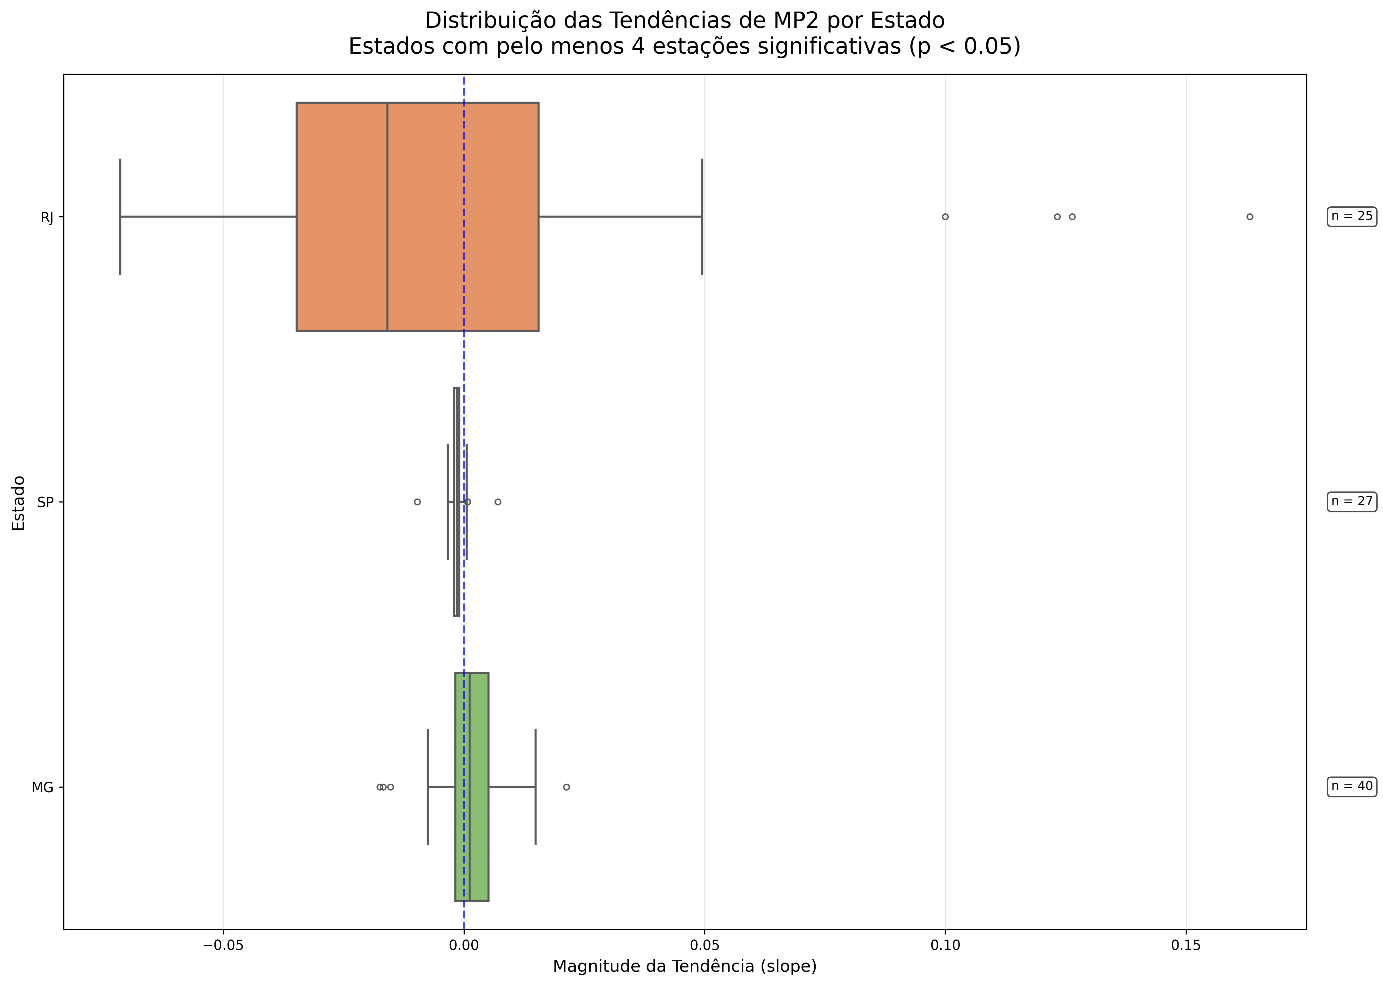 Distribuição das Tendências de MP2 por Estado
Estados com pelo menos 4 estações significativas (p < 0.05)
RJ
n = 25
Estado
SP
n = 27
MG
n = 40
−0.05
0.00
0.05
0.10
0.15
Magnitude da Tendência (slope)